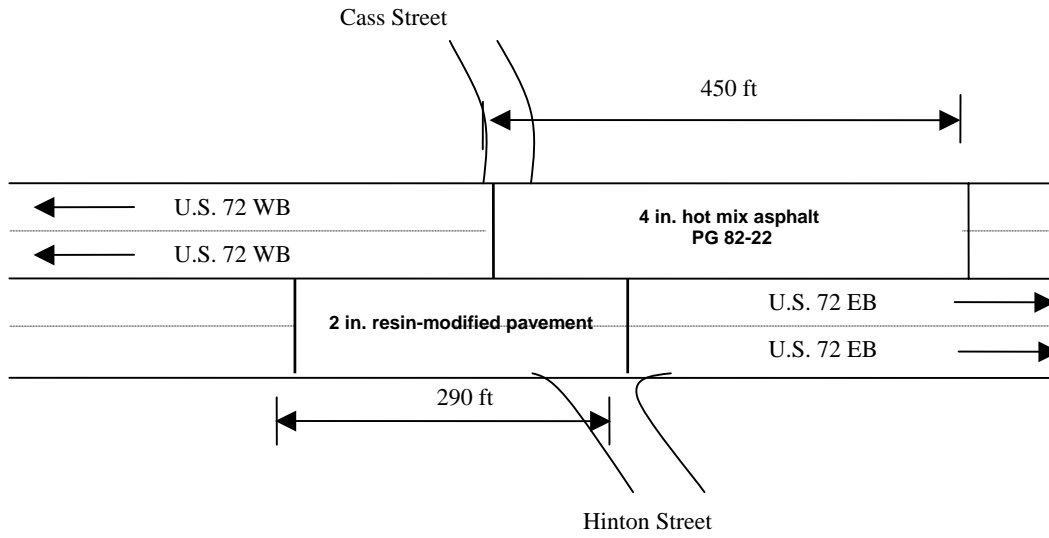 Cass Street
450 ft
U.S. 72 WB
4 in. hot mix asphalt
PG 82-22
U.S. 72 WB
U.S. 72 EB
2 in. resin-modified pavement
U.S. 72 EB
290 ft
Hinton Street